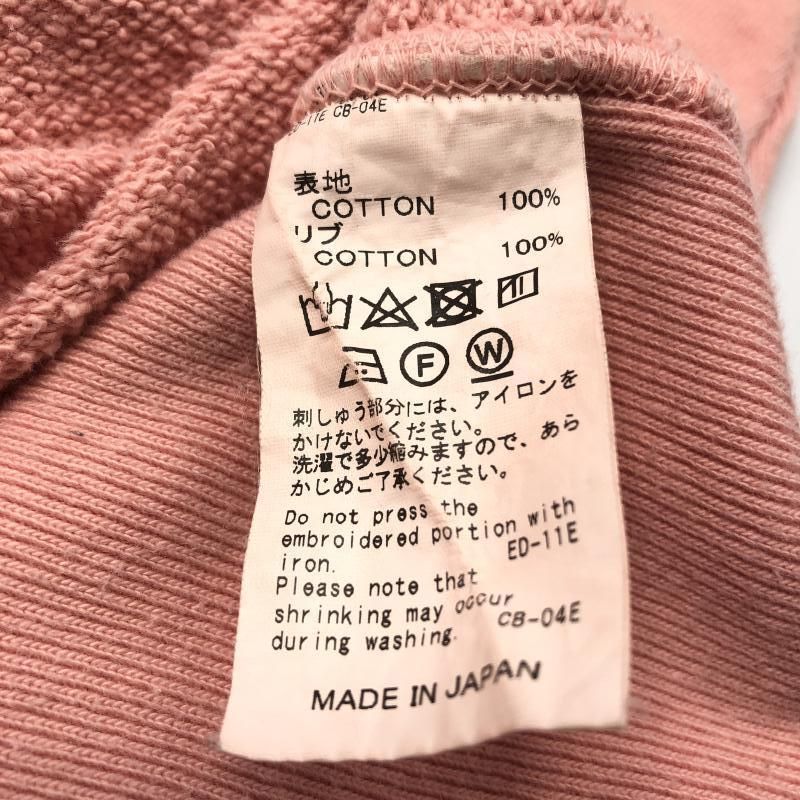 CB-04E
表地
COTTON 100%
リブ
COTTON 100%
F W
刺しゅう部分には、アイロンを
かけないでください。
洗濯で多少縮みますので、あら
かじめご了承ください。
Do not press the
embroidered portion with
iron. ED-11E
Please note that
shrinking may occur
during washing. CB-04E
MADE IN JAPAN